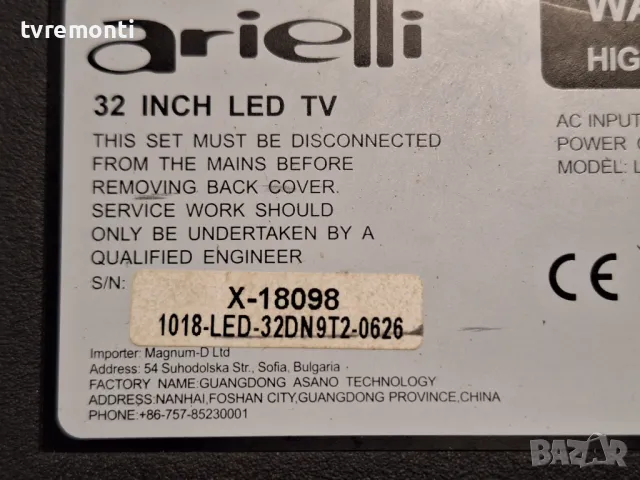 tvremonti
arielli
32 INCH LED TV
THIS SET MUST BE DISCONNECTED
FROM THE MAINS BEFORE
REMOVING BACK COVER.
SERVICE WORK SHOULD
ONLY BE UNDERTAKEN BY A
QUALIFIED ENGINEER
S/N:
X-18098
1018-LED-32DN9T2-0626
Importer: Magnum-D Ltd
Address: 54 Suhodolska Str., Sofia, Bulgaria
FACTORY NAME:GUANGDONG ASANO TECHNOLOGY
ADDRESS:NANHAI,FOSHAN CITY,GUANGDONG PROVINCE,CHINA
PHONE:+86-757-85230001
WA
HIG
AC INPUT
POWER
MODEL: L
CE
BAZAR